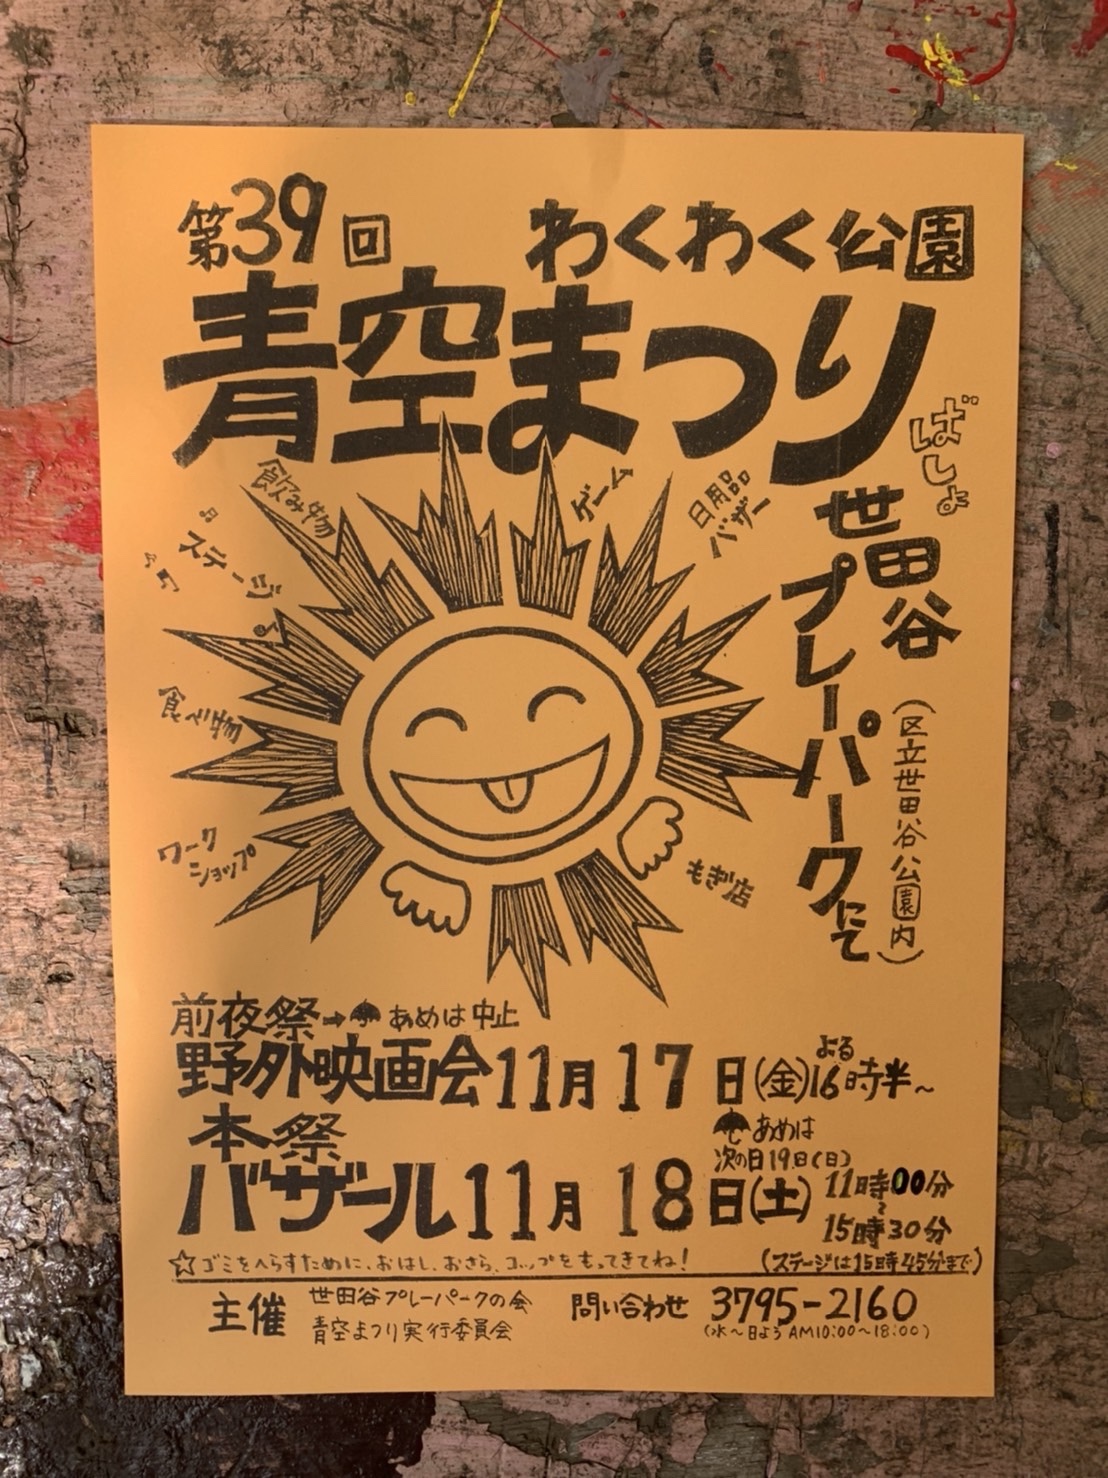 第39回
わくわく公園
青空まつり
ばしょ
世田谷
プレーパークにて
(区立世田谷公園内)
飲み物
ゲーム
日用品
バザー
ステージ
食べ物
ワーク
ショップ
もぎ店
前夜祭→☂あめは中止
野外映画会11月17日(金)よる16時半~
本祭
☂あめは
次の日19日(日)
バザール11月18日(土)11時00分
~
15時30分
☆ゴミをへらすために、おはし、おさら、コップをもってきてね!
(ステージは15時45分まで)
主催
世田谷プレーパークの会
青空まつり実行委員会
問い合わせ 3795-2160
(水~日よう AM10:00~18:00)